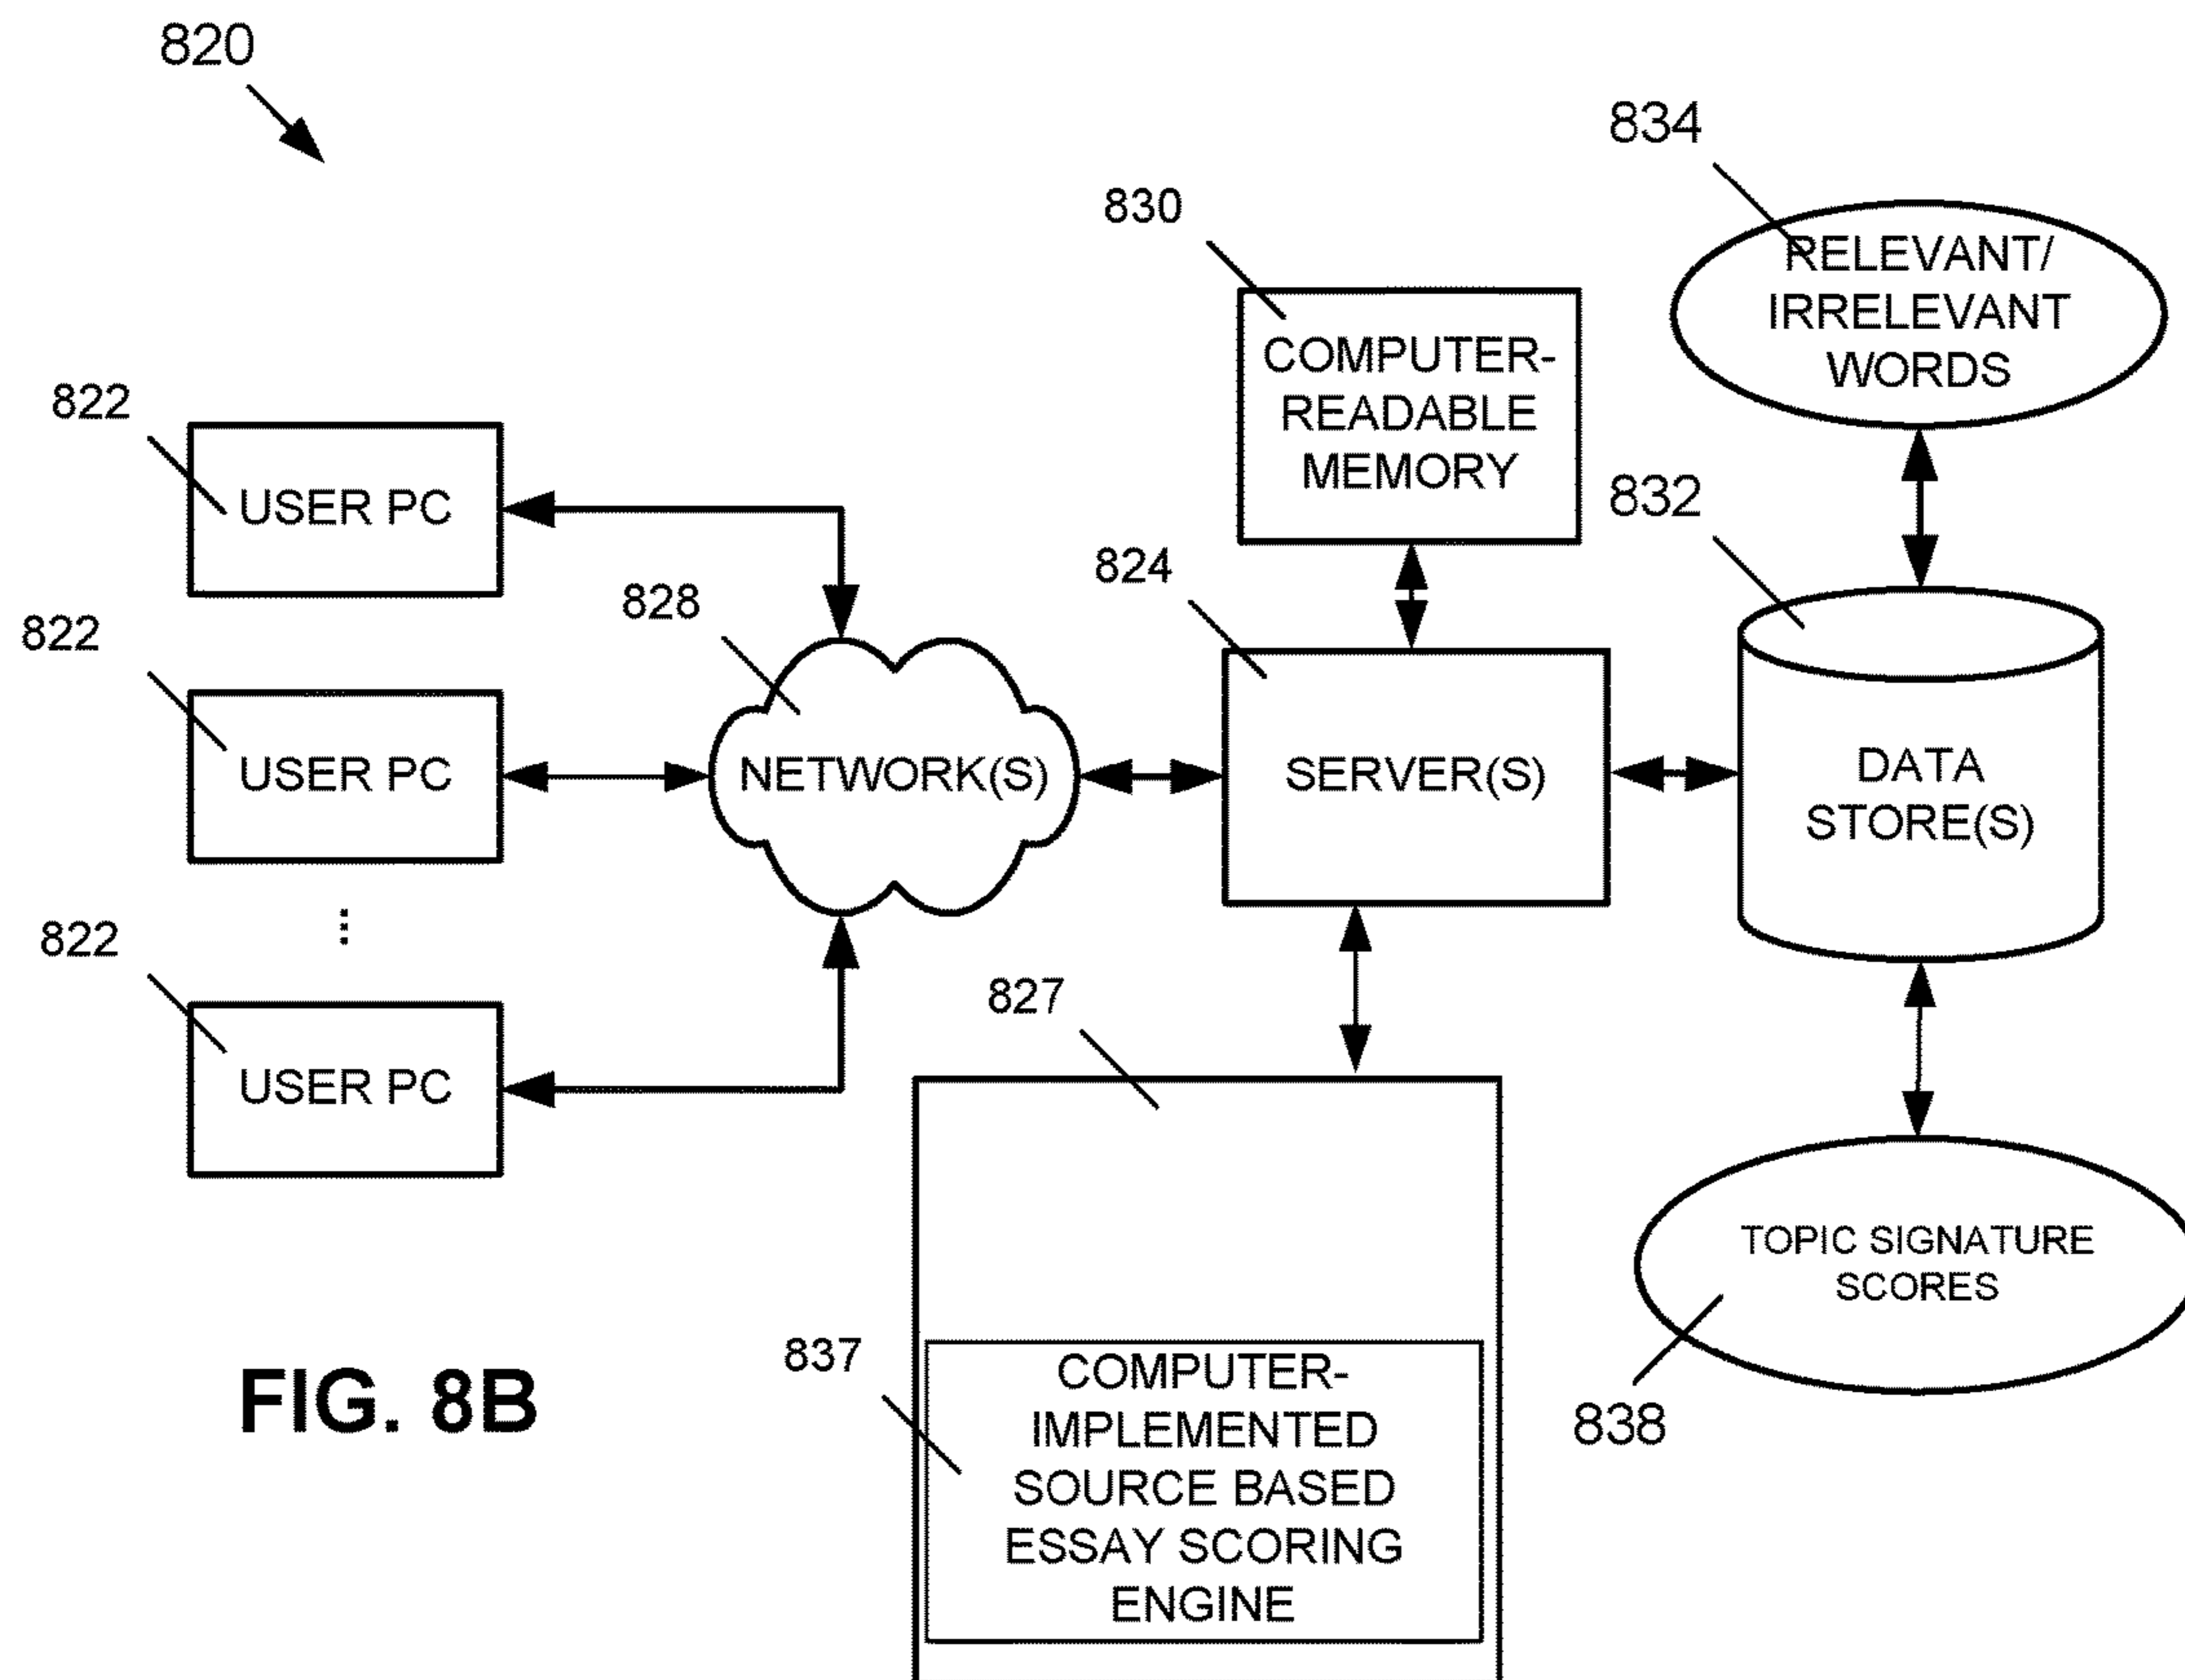 820
834
RELEVANT/
IRRELEVANT
WORDS
830
COMPUTER-
READABLE
MEMORY
822
USER PC
832
824
828
822
USER PC
NETWORK(S)
SERVER(S)
DATA
STORE(S)
...
822
USER PC
827
TOPIC SIGNATURE
SCORES
838
837
COMPUTER-
IMPLEMENTED
SOURCE BASED
ESSAY SCORING
ENGINE
FIG. 8B